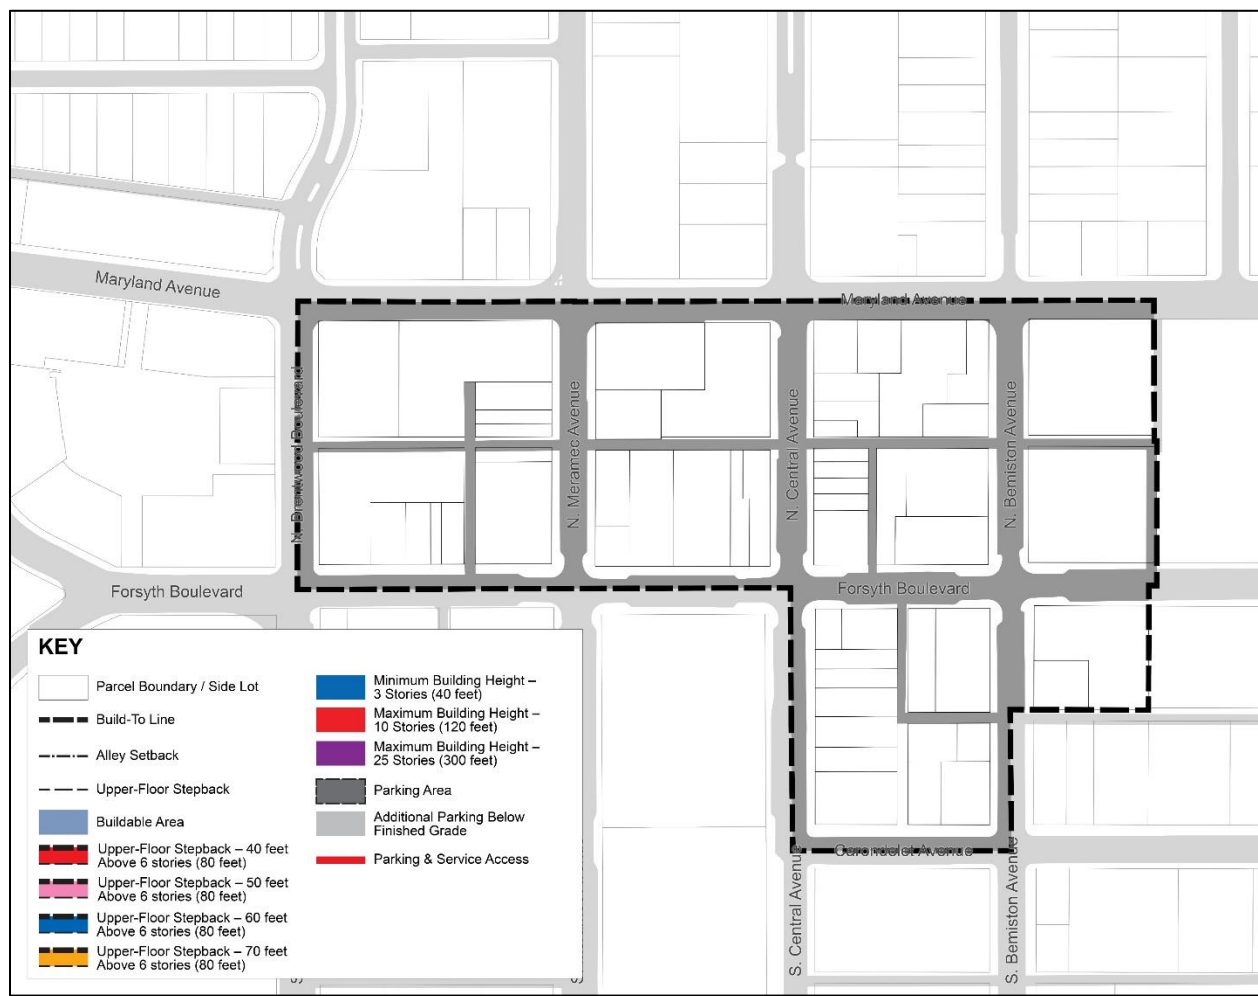 Maryland Avenue
Maryland Avenue
N. Brentwood Boulevard
N. Meramec Avenue
N. Central Avenue
N. Bemiston Avenue
Forsyth Boulevard
Forsyth Boulevard
Carondelet Avenue
S. Central Avenue
S. Bemiston Avenue
KEY
Parcel Boundary / Side Lot
Build-To Line
Alley Setback
Upper-Floor Stepback
Buildable Area
Upper-Floor Stepback – 40 feet
Above 6 stories (80 feet)
Upper-Floor Stepback – 50 feet
Above 6 stories (80 feet)
Upper-Floor Stepback – 60 feet
Above 6 stories (80 feet)
Upper-Floor Stepback – 70 feet
Above 6 stories (80 feet)
Minimum Building Height –
3 Stories (40 feet)
Maximum Building Height –
10 Stories (120 feet)
Maximum Building Height –
25 Stories (300 feet)
Parking Area
Additional Parking Below
Finished Grade
Parking & Service Access